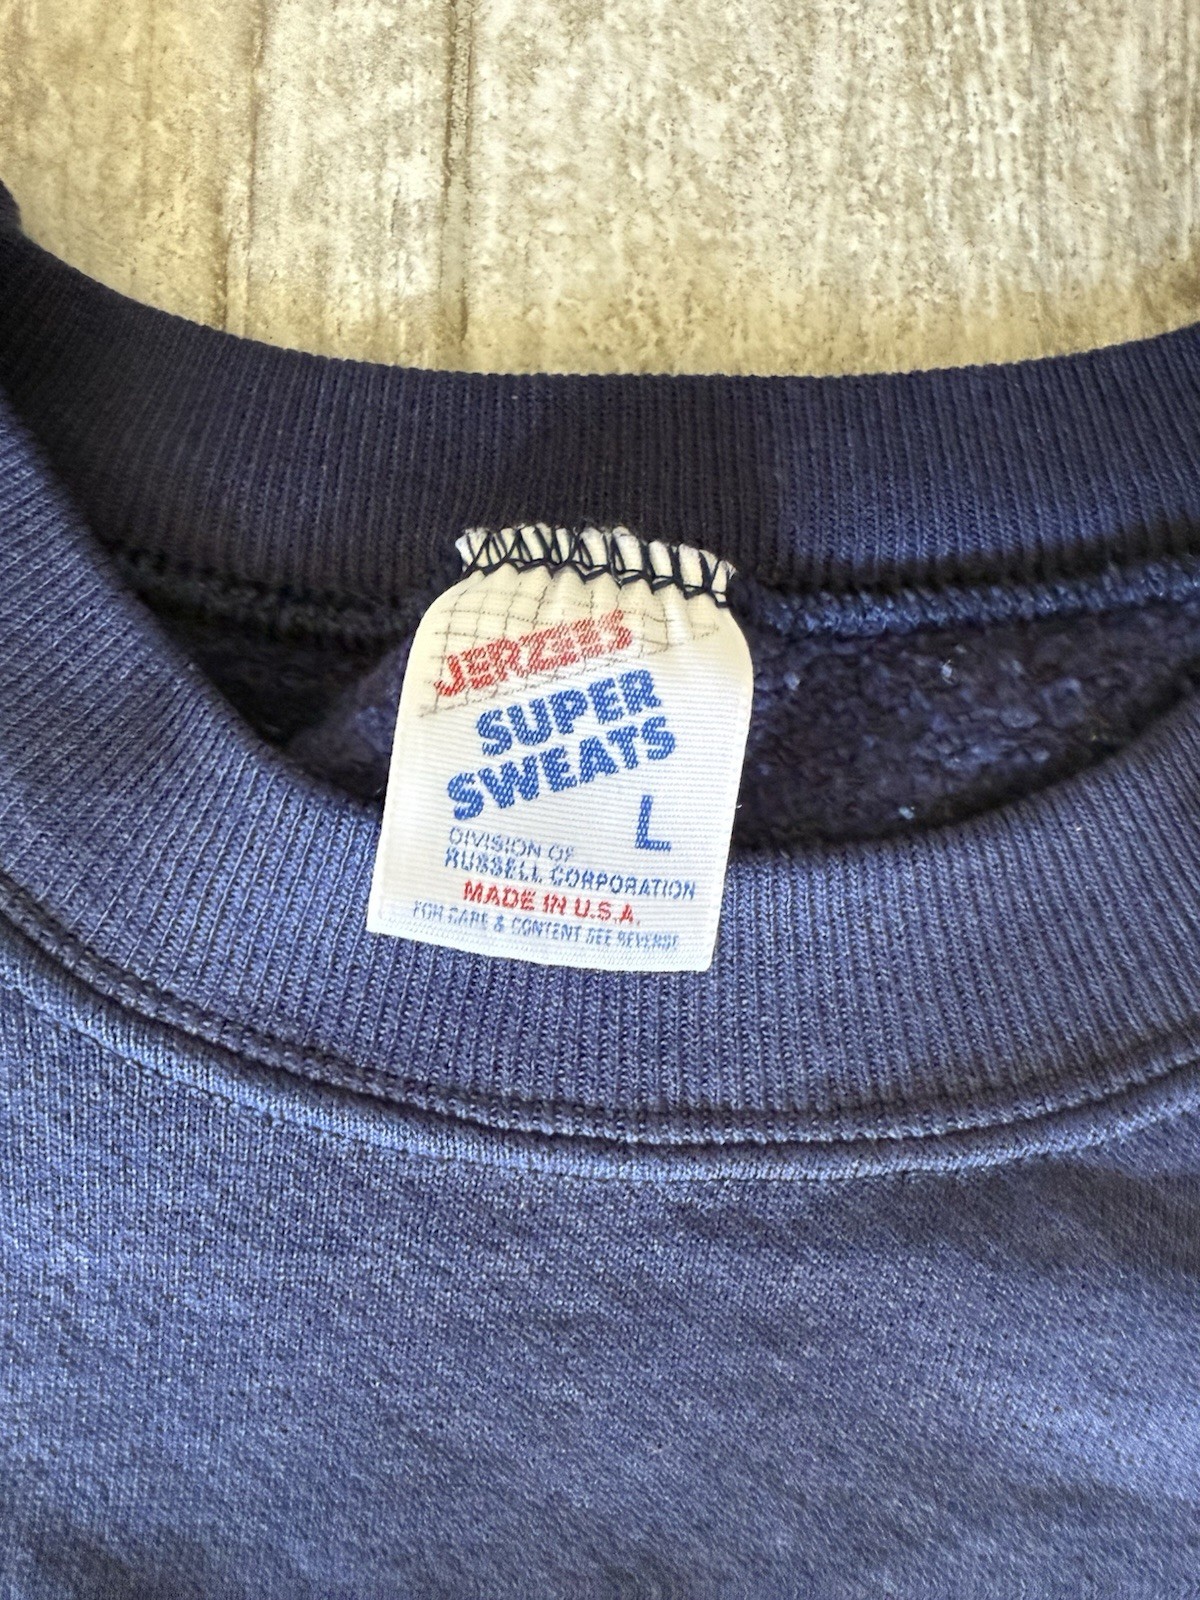 JERZEES
SUPER
SWEATS
L
DIVISION OF
RUSSELL CORPORATION
MADE IN U.S.A.
FOR CARE & CONTENT SEE REVERSE